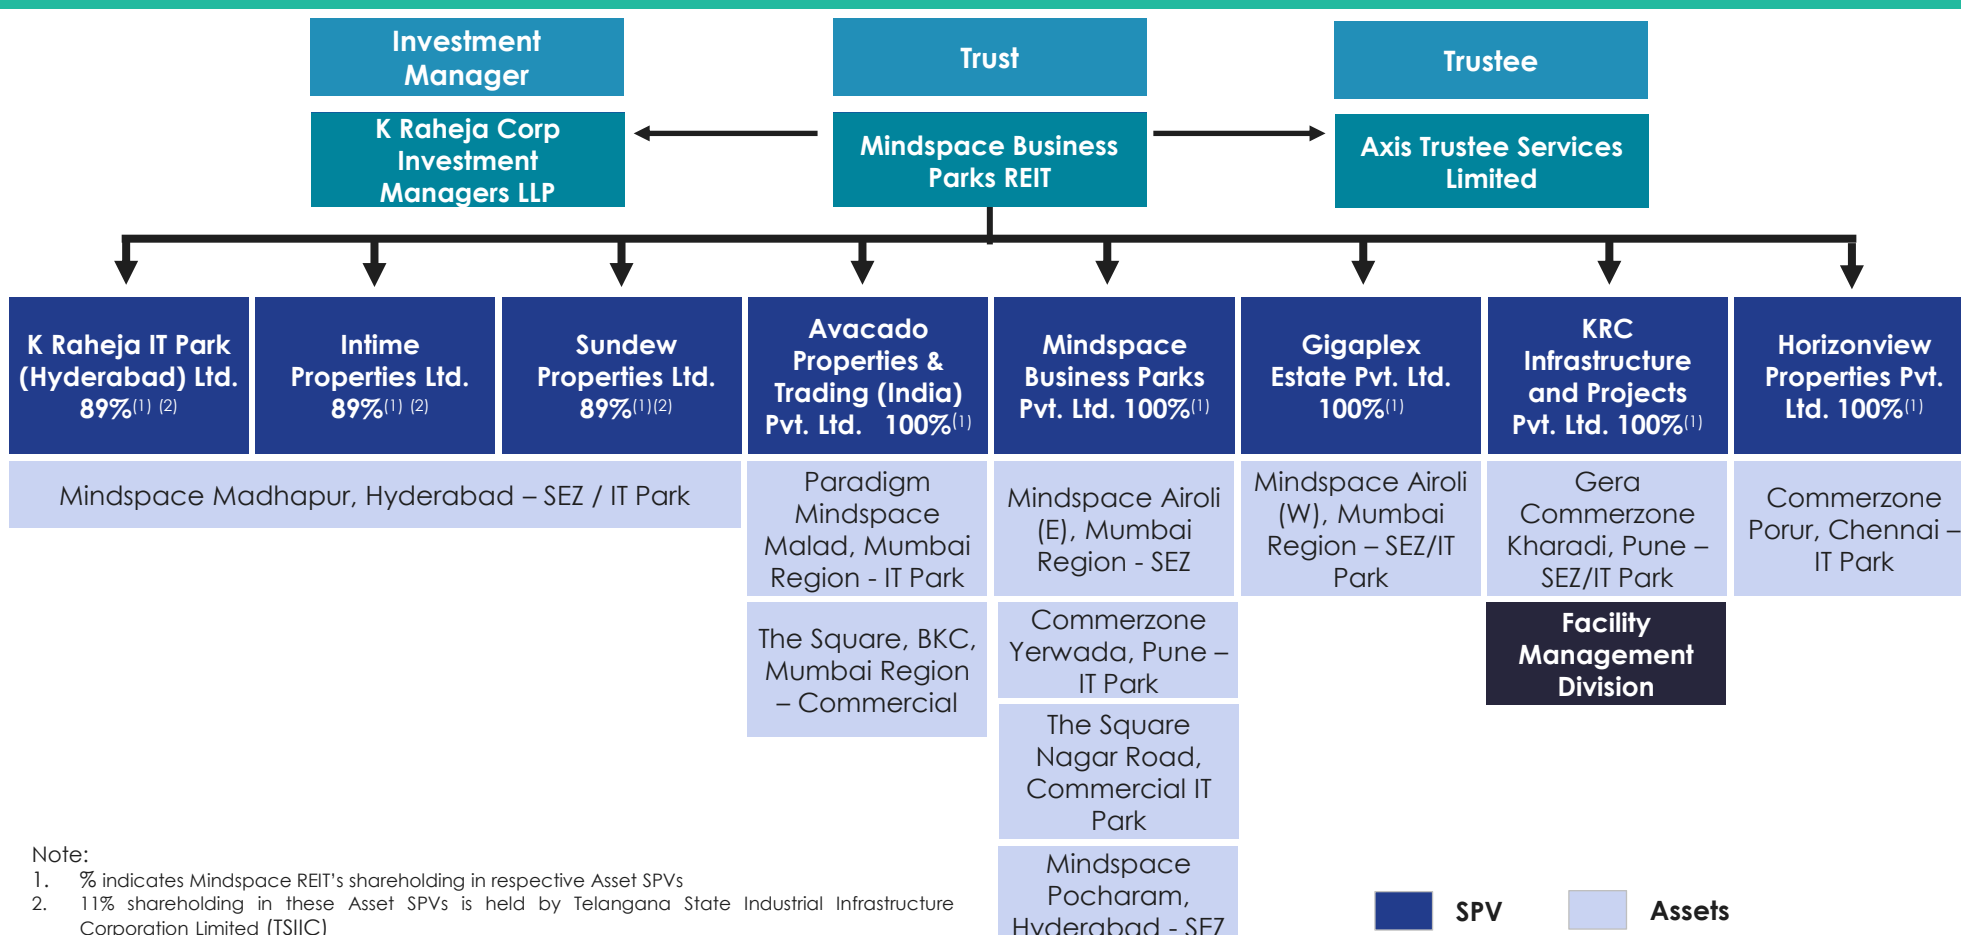 Investment
Manager
Trust
Trustee
K Raheja Corp
Investment
Managers LLP
Mindspace Business
Parks REIT
Axis Trustee Services
Limited
K Raheja IT Park
(Hyderabad) Ltd.
89%(1) (2)
Intime
Properties Ltd.
89%(1) (2)
Sundew
Properties Ltd.
89%(1)(2)
Avacado
Properties &
Trading (India)
Pvt. Ltd. 100%(1)
Mindspace
Business Parks
Pvt. Ltd. 100%(1)
Gigaplex
Estate Pvt. Ltd.
100%(1)
KRC
Infrastructure
and Projects
Pvt. Ltd. 100%(1)
Horizonview
Properties Pvt.
Ltd. 100%(1)
Mindspace Madhapur, Hyderabad – SEZ / IT Park
Paradigm
Mindspace
Malad, Mumbai
Region - IT Park
Mindspace Airoli
(E), Mumbai
Region - SEZ
Mindspace Airoli
(W), Mumbai
Region – SEZ/IT
Park
Gera
Commerzone
Kharadi, Pune –
SEZ/IT Park
Commerzone
Porur, Chennai –
IT Park
The Square, BKC,
Mumbai Region
– Commercial
Commerzone
Yerwada, Pune –
IT Park
Facility
Management
Division
The Square
Nagar Road,
Commercial IT
Park
Mindspace
Pocharam,
Hyderabad - SEZ
Note:
1. % indicates Mindspace REIT’s shareholding in respective Asset SPVs
2. 11% shareholding in these Asset SPVs is held by Telangana State Industrial Infrastructure
Corporation Limited (TSIIC)
SPV
Assets